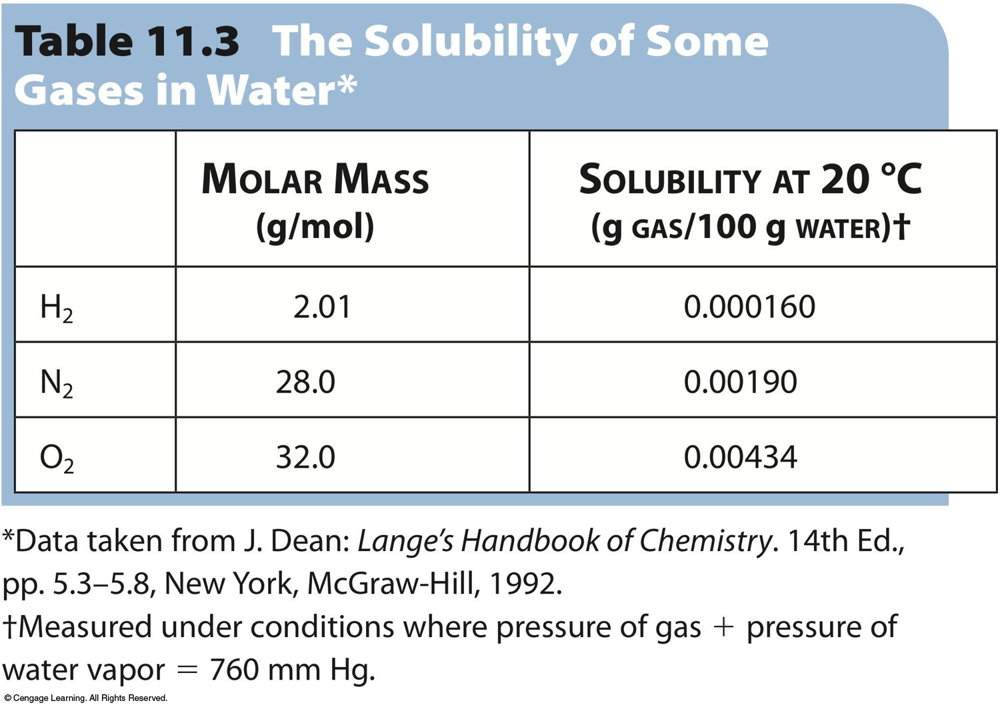 Table 11.3 The Solubility of Some
Gases in Water*
MOLAR MASS
(g/mol)
SOLUBILITY AT 20 °C
(g GAS/100 g WATER)†
H₂ 2.01 0.000160
N₂ 28.0 0.00190
O₂ 32.0 0.00434
*Data taken from J. Dean: Lange’s Handbook of Chemistry. 14th Ed.,
pp. 5.3–5.8, New York, McGraw-Hill, 1992.
†Measured under conditions where pressure of gas + pressure of
water vapor = 760 mm Hg.
© Cengage Learning. All Rights Reserved.